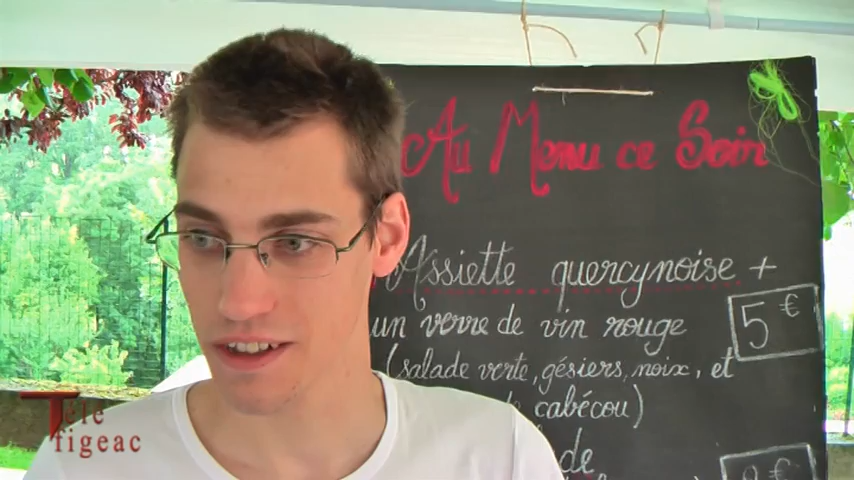 Au Menu ce Soir
Assiette quercynoise +
un verre de vin rouge
5 €
(salade verte, gésiers, noix, et
de cabécou)
de
€
Télé
figeac